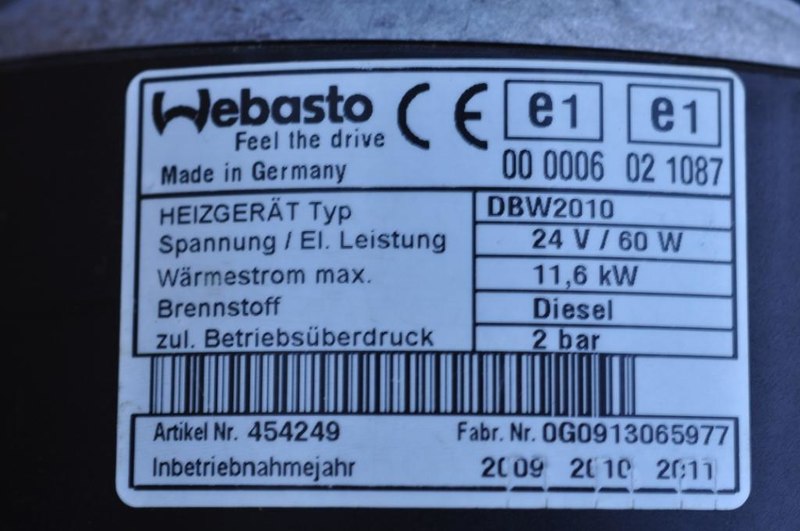 Webasto CE e1 e1
Feel the drive
Made in Germany 00 0006 02 1087
HEIZGERÄT Typ DBW2010
Spannung / El. Leistung 24 V / 60 W
Wärmestrom max. 11,6 kW
Brennstoff Diesel
zul. Betriebsüberdruck 2 bar
Artikel Nr. 454249 Fabr. Nr. 0G0913065977
Inbetriebnahmejahr 2009 2010 2011